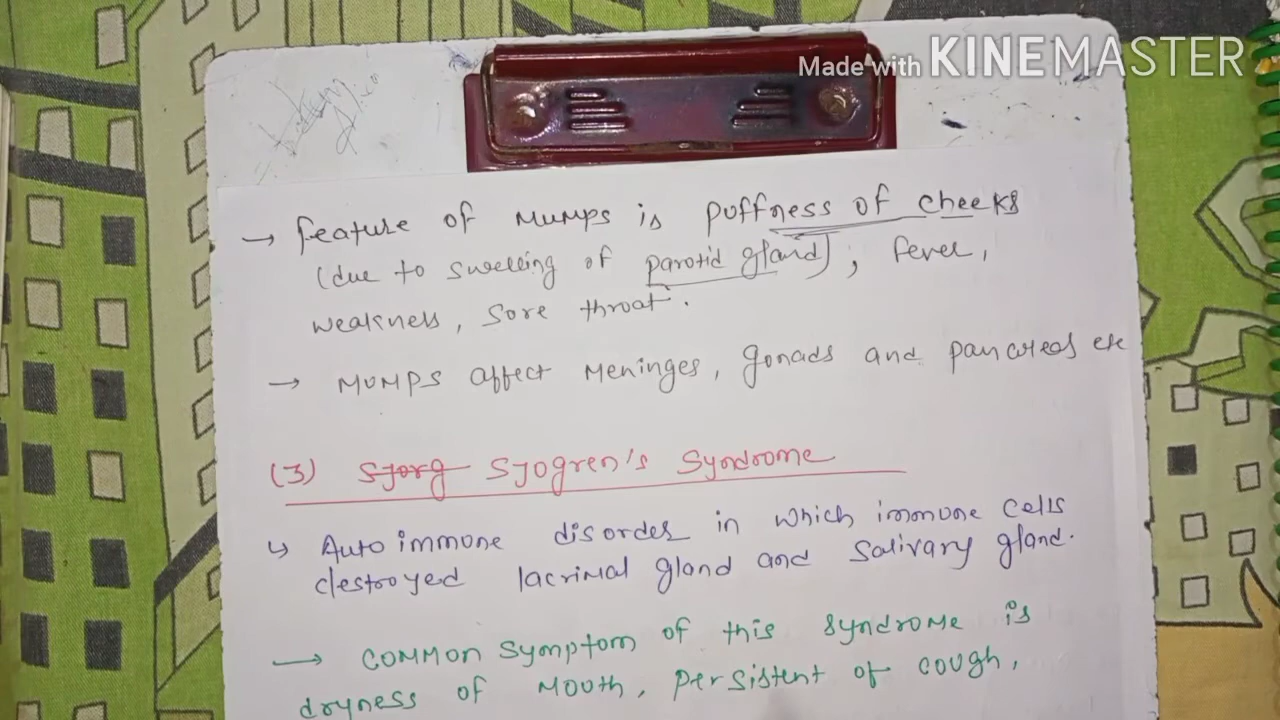 Made with KINEMASTER
→ feature of Mumps is puffness of cheeks
(due to swelling of parotid gland) ; fever,
weakness, sore throat.
→ Mumps affect Meninges, gonads and pancreas etc
(3) Sjorg Sjogren's Syndrome
↳ Auto immune disorder in which immune cells
destroyed lacrimal gland and salivary gland.
→ Common symptom of this syndrome is
dryness of mouth, persistent of cough,